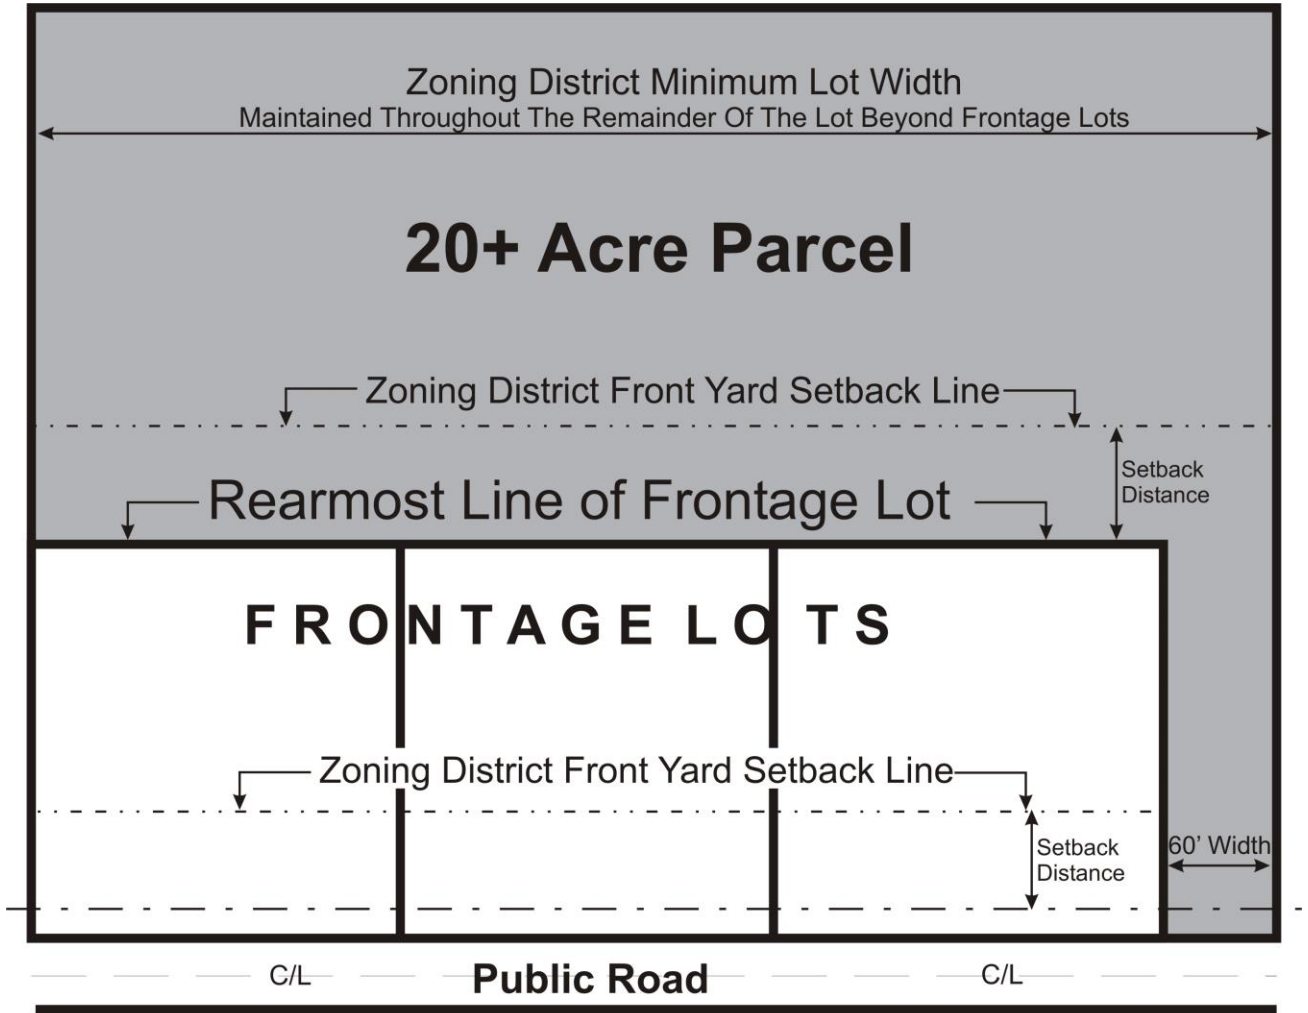 Zoning District Minimum Lot Width
Maintained Throughout The Remainder Of The Lot Beyond Frontage Lots
20+ Acre Parcel
Zoning District Front Yard Setback Line
Setback
Distance
Rearmost Line of Frontage Lot
FRONTAGE LOTS
Zoning District Front Yard Setback Line
Setback
Distance
60' Width
C/L
Public Road
C/L